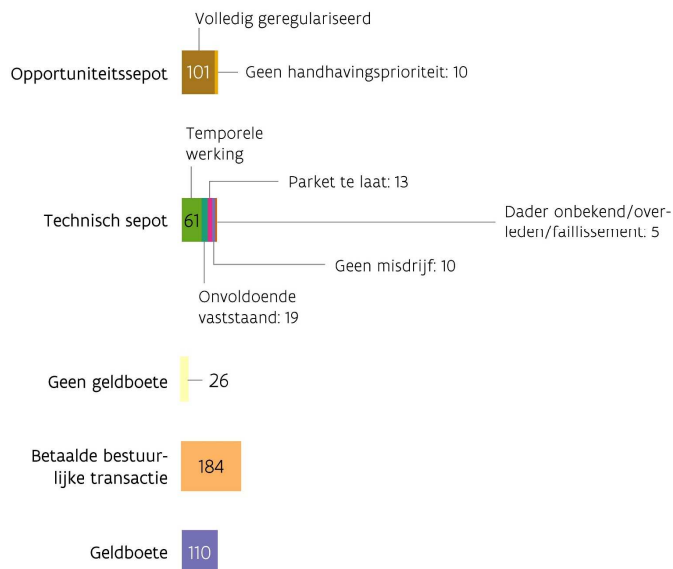 Volledig geregulariseerd
Opportuniteitssepot
101
Geen handhavingsprioriteit: 10
Temporele
werking
Parket te laat: 13
Technisch sepot
61
Dader onbekend/over-
leden/faillissement: 5
Geen misdrijf: 10
Onvoldoende
vaststaand: 19
Geen geldboete
26
Betaalde bestuur-
lijke transactie
184
Geldboete
110